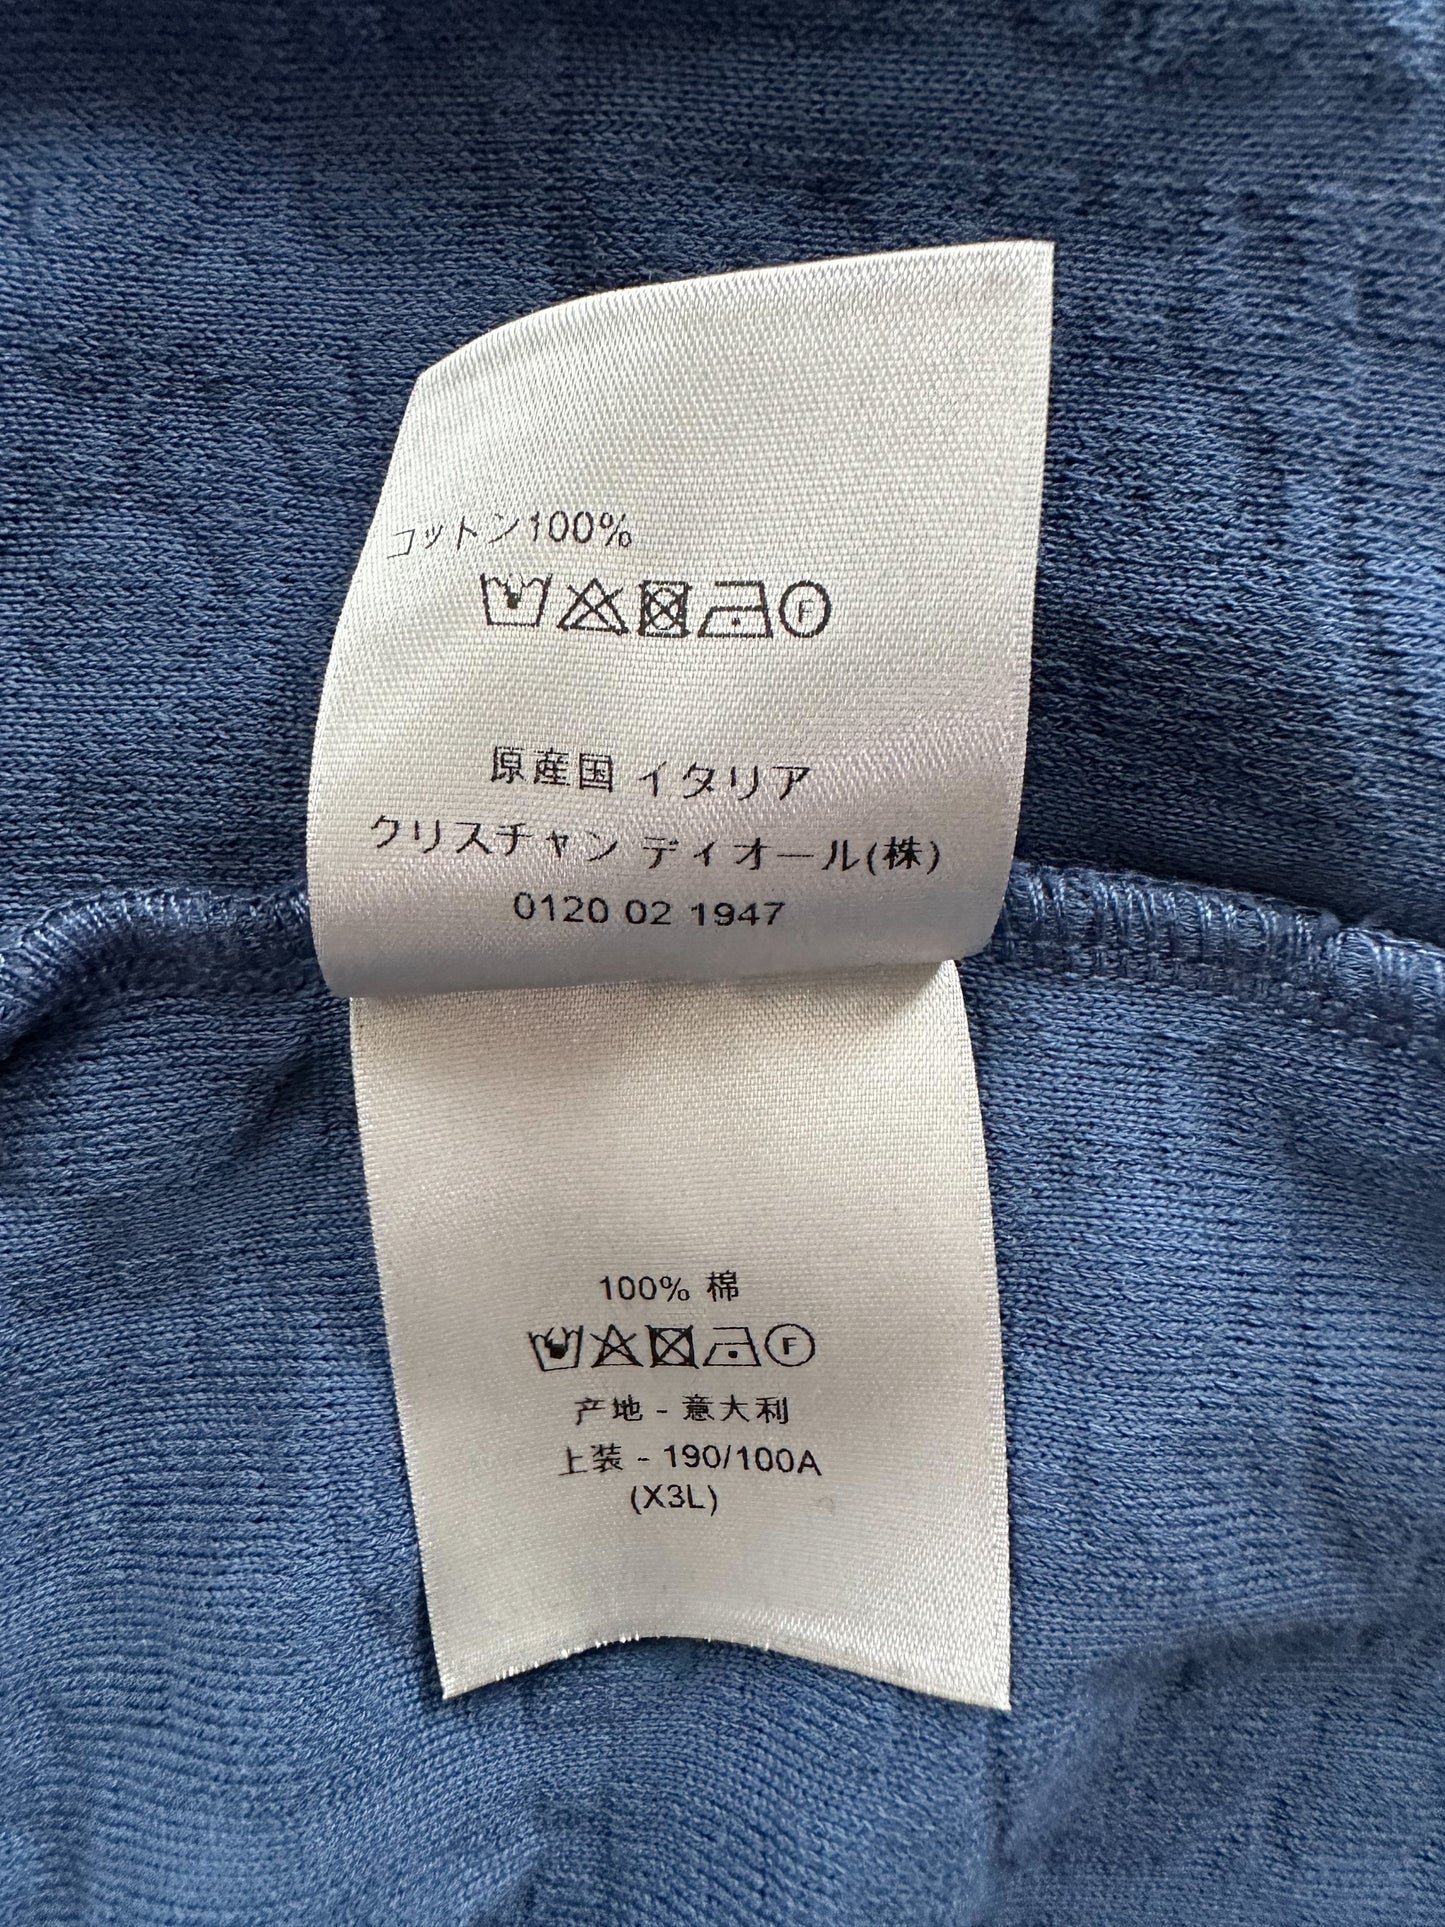 コットン100%
F
原産国 イタリア
クリスチャン ディオール(株)
0120 02 1947
100% 棉
F
产地 - 意大利
上装 - 190/100A
(X3L)